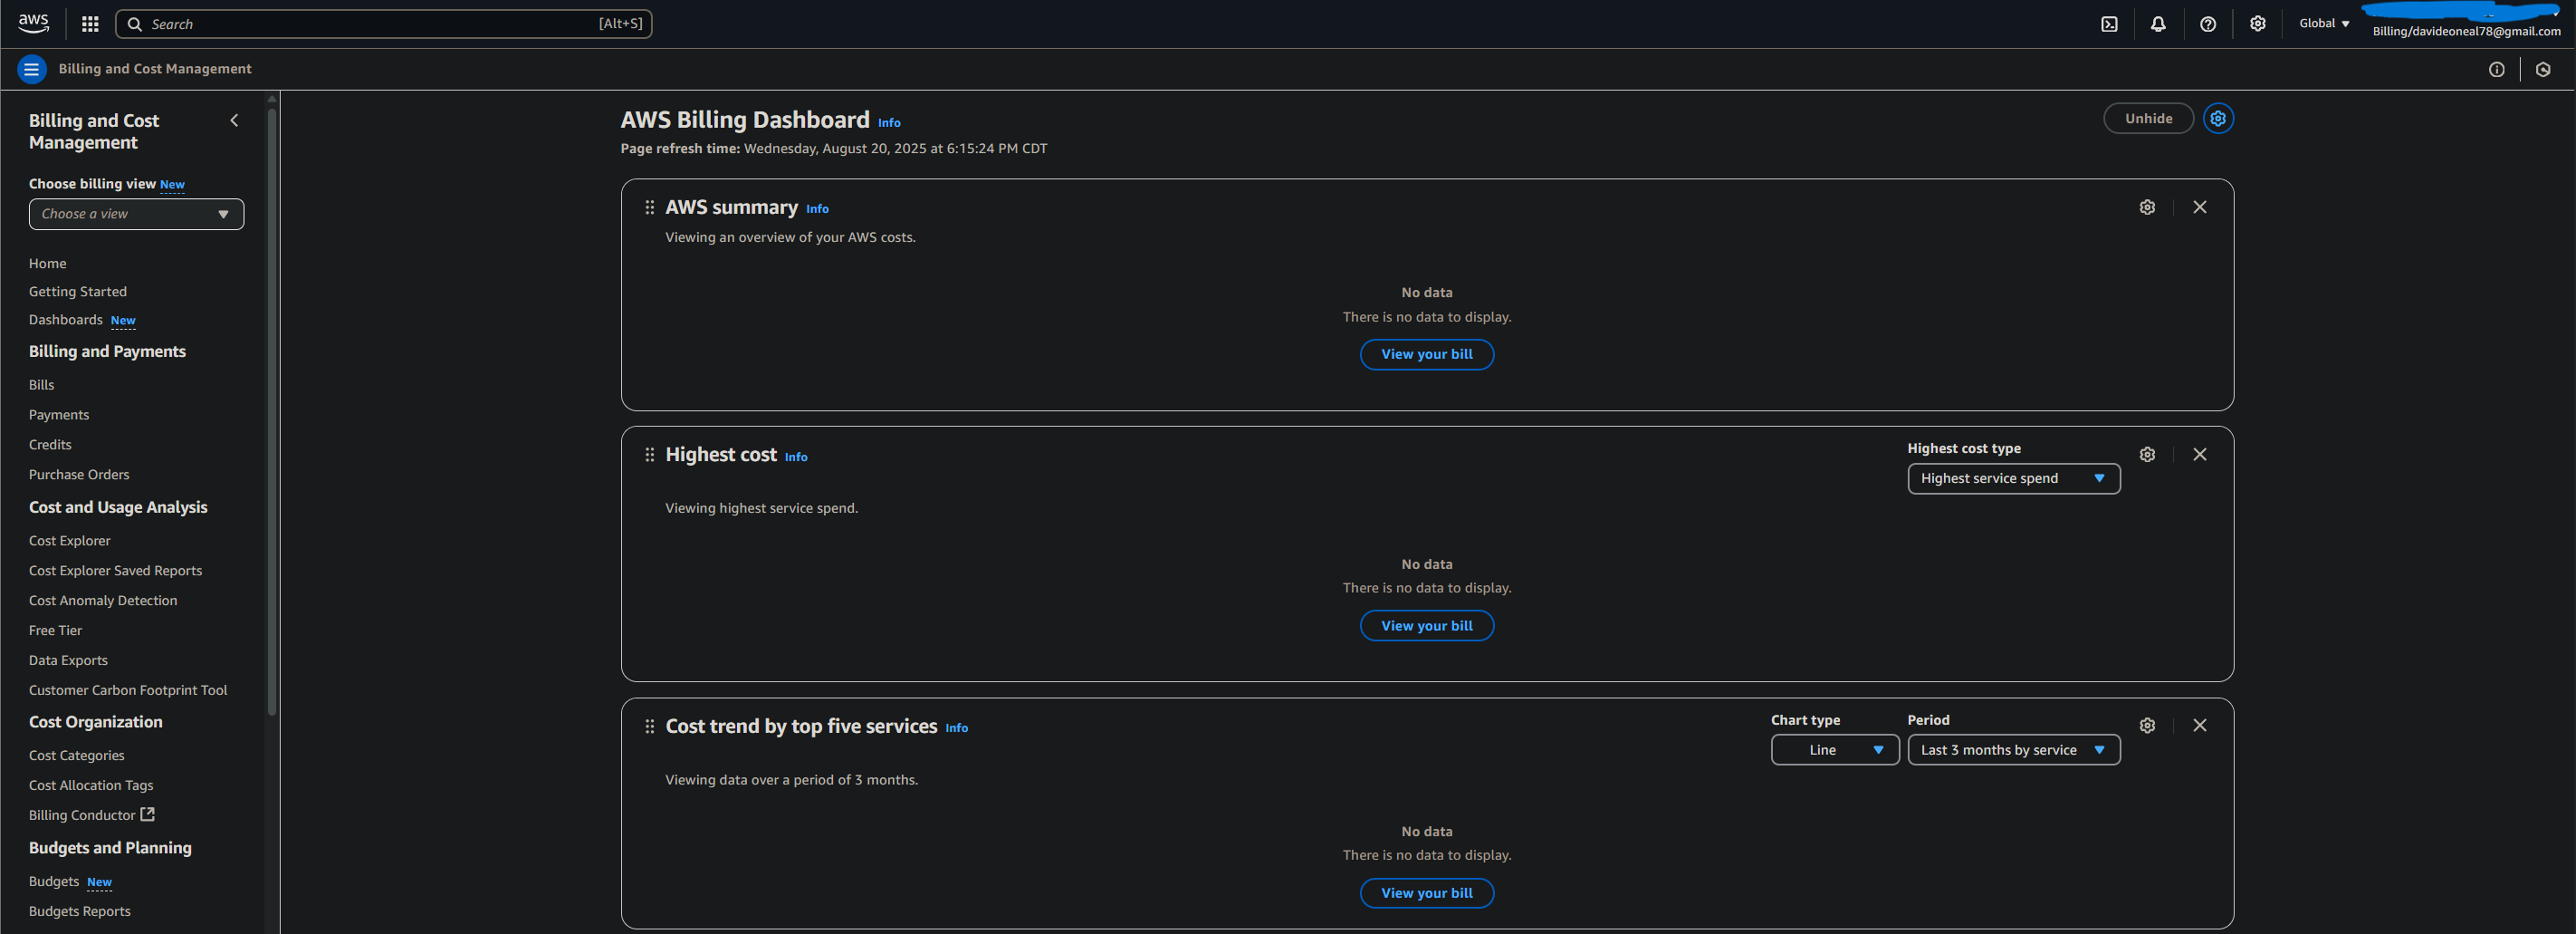 aws
Search [Alt+S]
Global
Billing/davideoneal78@gmail.com
Billing and Cost Management
Billing and Cost
Management
Choose billing view New
Choose a view
Home
Getting Started
Dashboards New
Billing and Payments
Bills
Payments
Credits
Purchase Orders
Cost and Usage Analysis
Cost Explorer
Cost Explorer Saved Reports
Cost Anomaly Detection
Free Tier
Data Exports
Customer Carbon Footprint Tool
Cost Organization
Cost Categories
Cost Allocation Tags
Billing Conductor
Budgets and Planning
Budgets New
Budgets Reports
AWS Billing Dashboard Info
Unhide
Page refresh time: Wednesday, August 20, 2025 at 6:15:24 PM CDT
AWS summary Info
Viewing an overview of your AWS costs.
No data
There is no data to display.
View your bill
Highest cost Info
Highest cost type
Highest service spend
Viewing highest service spend.
No data
There is no data to display.
View your bill
Cost trend by top five services Info
Chart type
Line
Period
Last 3 months by service
Viewing data over a period of 3 months.
No data
There is no data to display.
View your bill